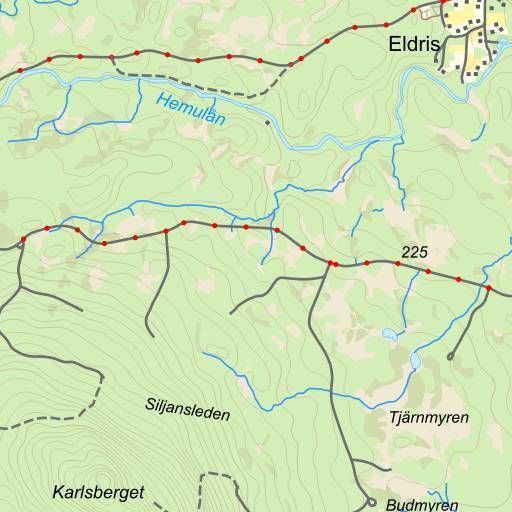 Eldris
Hemulån
225
Siljansleden
Tjärnmyren
Karlsberget
Budmyren